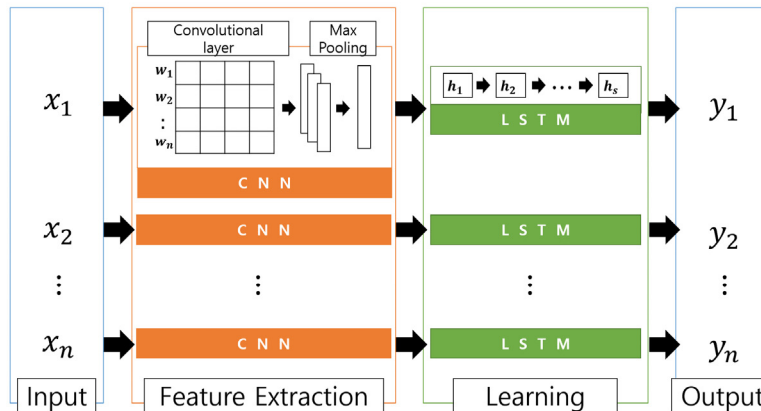 Convolutional layer
Max Pooling
w₁
w₂
⋮
wₙ
x₁
h₁ h₂ ... hₛ
y₁
L S T M
C N N
x₂ C N N L S T M y₂
⋮ ⋮ ⋮ ⋮
xₙ C N N L S T M yₙ
Input Feature Extraction Learning Output